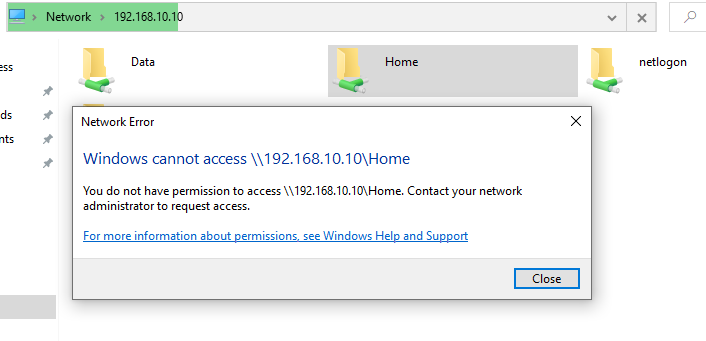 Network > 192.168.10.10
ess
Data
Home
netlogon
ds
nts
Network Error
Windows cannot access \\192.168.10.10\Home
You do not have permission to access \\192.168.10.10\Home. Contact your network
administrator to request access.
For more information about permissions, see Windows Help and Support
Close